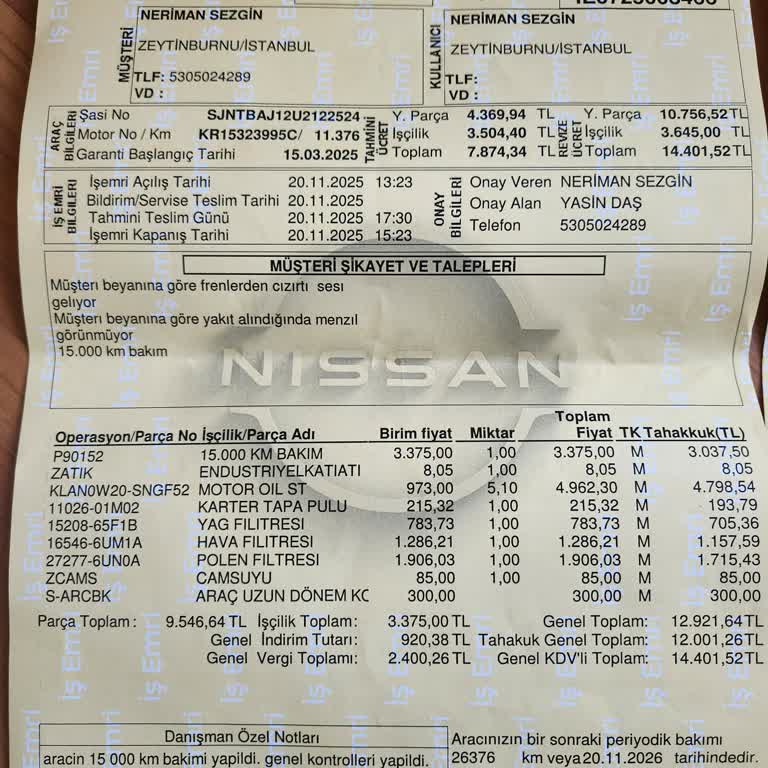 NERİMAN SEZGİN
ZEYTİNBURNU/İSTANBUL
TLF: 5305024289
VD :
MÜŞTERİ
NERİMAN SEZGİN
ZEYTİNBURNU/İSTANBUL
TLF:
VD :
KULLANICI
ARAÇ BİLGİLERİ
Şasi No SJNTBAJ12U2122524
Motor No / Km KR15323995C/ 11.376
Garanti Başlangıç Tarihi 15.03.2025
TAHMİNİ ÜCRET
Y. Parça 4.369,94 TL
İşçilik 3.504,40 TL
Toplam 7.874,34 TL
REVİZE ÜCRET
Y. Parça 10.756,52TL
İşçilik 3.645,00 TL
Toplam 14.401,52TL
İŞ EMRİ BİLGİLERİ
İşemri Açılış Tarihi 20.11.2025 13:23
Bildirim/Servise Teslim Tarihi 20.11.2025
Tahmini Teslim Günü 20.11.2025 17:30
İşemri Kapanış Tarihi 20.11.2025 15:23
ONAY BİLGİLERİ
Onay Veren NERİMAN SEZGİN
Onay Alan YASİN DAŞ
Telefon 5305024289
MÜŞTERİ ŞİKAYET VE TALEPLERİ
Müşterı beyanına göre frenlerden cızırtı sesi
geliyor
Müşterı beyanına göre yakıt alındığında menzıl
görünmüyor
15.000 km bakım
NISSAN
Operasyon/Parça No İşçilik/Parça Adı Birim fiyat Miktar Toplam Fiyat TK Tahakkuk(TL)
P90152 15.000 KM BAKIM 3.375,00 1,00 3.375,00 M 3.037,50
ZATIK ENDUSTRIYELKATIATI 8,05 1,00 8,05 M 8,05
KLAN0W20-SNGF52 MOTOR OIL ST 973,00 5,10 4.962,30 M 4.798,54
11026-01M02 KARTER TAPA PULU 215,32 1,00 215,32 M 193,79
15208-65F1B YAG FILITRESI 783,73 1,00 783,73 M 705,36
16546-6UM1A HAVA FILITRESI 1.286,21 1,00 1.286,21 M 1.157,59
27277-6UN0A POLEN FILTRESI 1.906,03 1,00 1.906,03 M 1.715,43
ZCAMS CAMSUYU 85,00 1,00 85,00 M 85,00
S-ARCBK ARAÇ UZUN DÖNEM KO 300,00 300,00 M 300,00
Parça Toplam : 9.546,64 TL İşçilik Toplam: 3.375,00 TL Genel Toplam: 12.921,64TL
Genel İndirim Tutarı: 920,38 TL Tahakuk Genel Toplam: 12.001,26TL
Genel Vergi Toplamı: 2.400,26 TL Genel KDV'li Toplam: 14.401,52TL
Danışman Özel Notları
aracin 15 000 km bakimi yapildi. genel kontrolleri yapildi.
Aracınızın bir sonraki periyodik bakımı
26376 km veya 20.11.2026 tarihindedir.
İş Emri